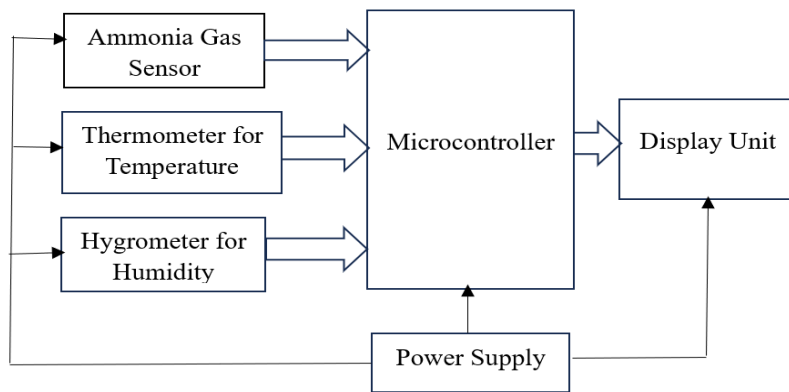 Ammonia Gas
Sensor
Thermometer for
Temperature
Hygrometer for
Humidity
Microcontroller
Display Unit
Power Supply